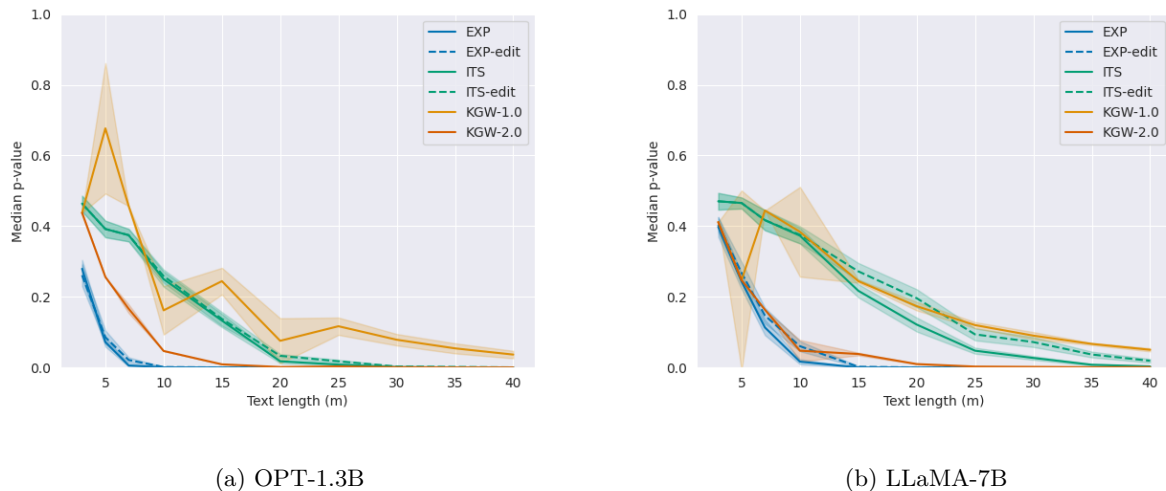 1.0
0.8
0.6
0.4
0.2
0.0
Median p-value
5 10 15 20 25 30 35 40
Text length (m)
EXP
EXP-edit
ITS
ITS-edit
KGW-1.0
KGW-2.0
(a) OPT-1.3B
1.0
0.8
0.6
0.4
0.2
0.0
Median p-value
5 10 15 20 25 30 35 40
Text length (m)
EXP
EXP-edit
ITS
ITS-edit
KGW-1.0
KGW-2.0
(b) LLaMA-7B